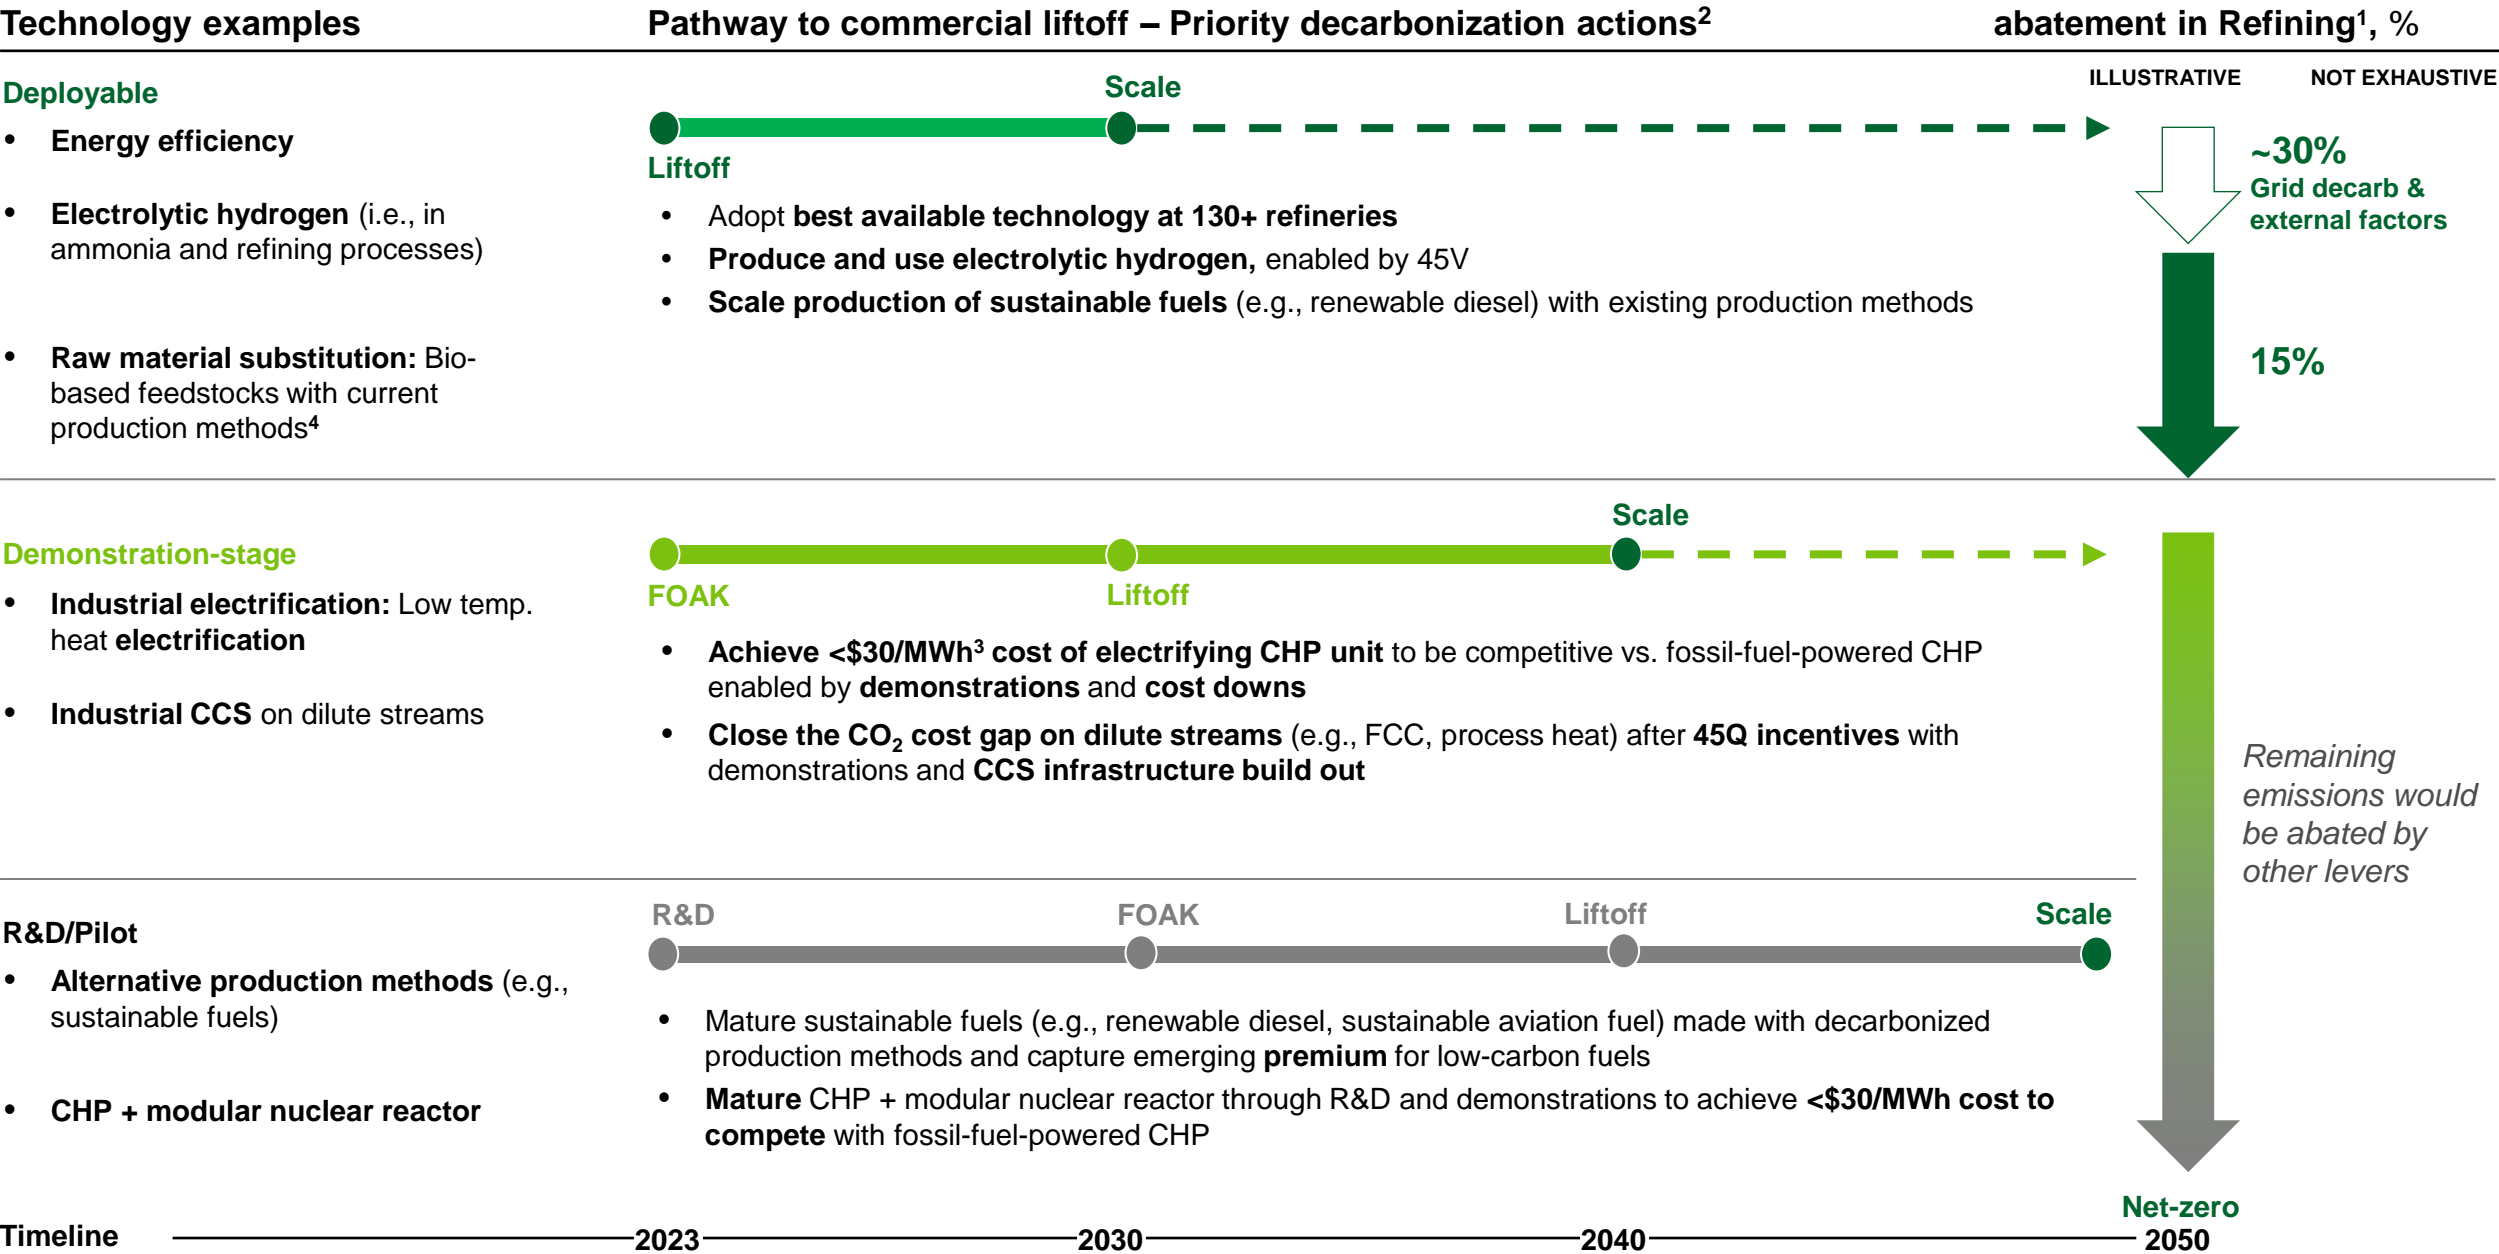 Technology examples
Pathway to commercial liftoff – Priority decarbonization actions²
abatement in Refining¹, %
ILLUSTRATIVE
NOT EXHAUSTIVE
Deployable
• Energy efficiency
• Electrolytic hydrogen (i.e., in
ammonia and refining processes)
• Raw material substitution: Bio-
based feedstocks with current
production methods⁴
Scale
Liftoff
• Adopt best available technology at 130+ refineries
• Produce and use electrolytic hydrogen, enabled by 45V
• Scale production of sustainable fuels (e.g., renewable diesel) with existing production methods
~30%
Grid decarb &
external factors
15%
Demonstration-stage
• Industrial electrification: Low temp.
heat electrification
• Industrial CCS on dilute streams
Scale
FOAK
Liftoff
• Achieve <$30/MWh³ cost of electrifying CHP unit to be competitive vs. fossil-fuel-powered CHP
enabled by demonstrations and cost downs
• Close the CO₂ cost gap on dilute streams (e.g., FCC, process heat) after 45Q incentives with
demonstrations and CCS infrastructure build out
Remaining
emissions would
be abated by
other levers
R&D/Pilot
• Alternative production methods (e.g.,
sustainable fuels)
• CHP + modular nuclear reactor
R&D
FOAK
Liftoff
Scale
• Mature sustainable fuels (e.g., renewable diesel, sustainable aviation fuel) made with decarbonized
production methods and capture emerging premium for low-carbon fuels
• Mature CHP + modular nuclear reactor through R&D and demonstrations to achieve <$30/MWh cost to
compete with fossil-fuel-powered CHP
Net-zero
Timeline
2023
2030
2040
2050